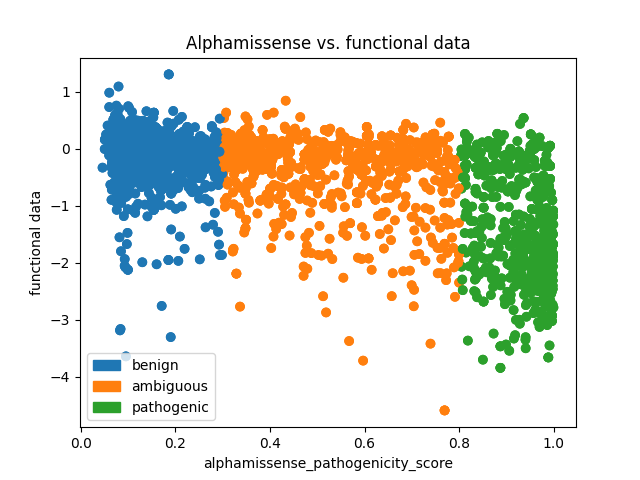 Alphamissense vs. functional data
functional data
1
0
−1
−2
−3
−4
benign
ambiguous
pathogenic
0.0 0.2 0.4 0.6 0.8 1.0
alphamissense_pathogenicity_score